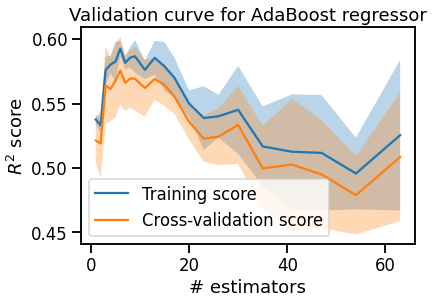 Validation curve for AdaBoost regressor
0.60
0.55
0.50
0.45
R² score
Training score
Cross-validation score
0
20
40
60
# estimators